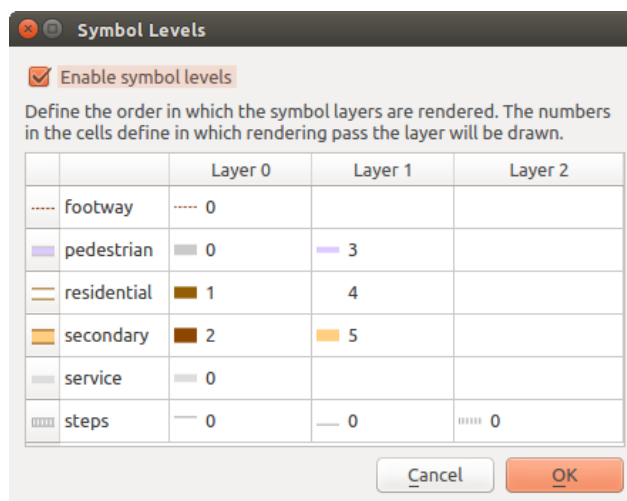 Symbol Levels
Enable symbol levels
Define the order in which the symbol layers are rendered. The numbers
in the cells define in which rendering pass the layer will be drawn.
Layer 0 Layer 1 Layer 2
footway 0
pedestrian 0 3
residential 1 4
secondary 2 5
service 0
steps 0 0 0
Cancel OK